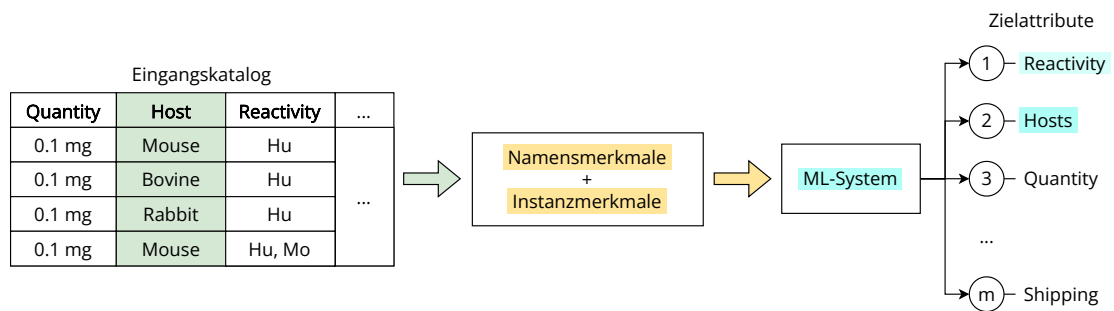 Zielattribute
Eingangskatalog
Quantity Host Reactivity ...
0.1 mg Mouse Hu
0.1 mg Bovine Hu
0.1 mg Rabbit Hu
0.1 mg Mouse Hu, Mo
...
Namensmerkmale
+
Instanzmerkmale
ML-System
1 Reactivity
2 Hosts
3 Quantity
...
m Shipping